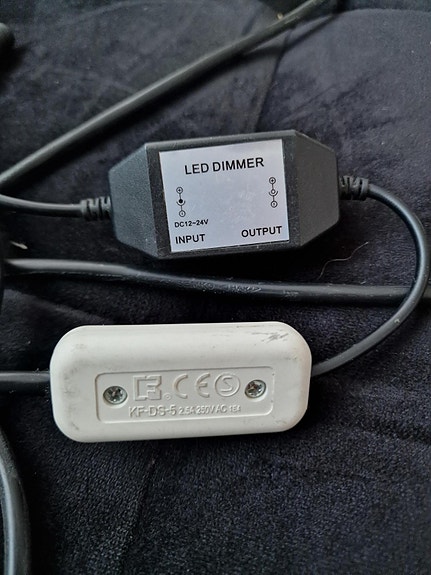 LED DIMMER
DC12~24V
INPUT
OUTPUT
CE
KF-DS-5 2.5A 250V AC